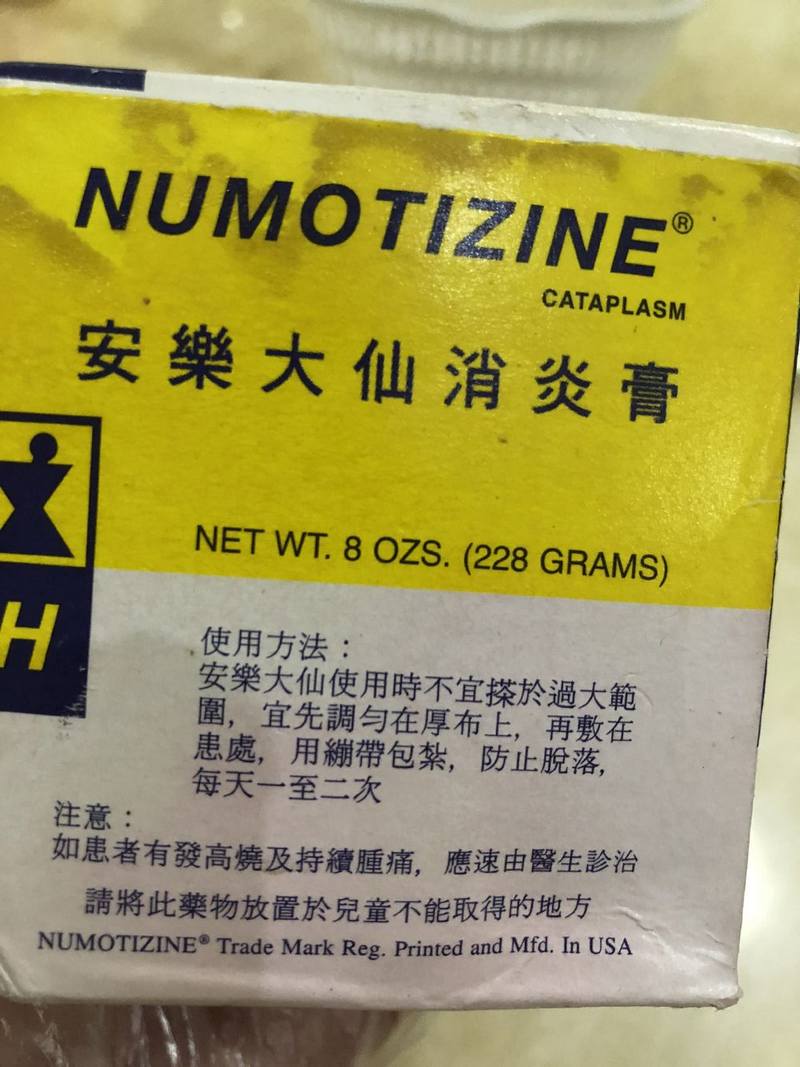 NUMOTIZINE®
CATAPLASM
安樂大仙消炎膏
NET WT. 8 OZS. (228 GRAMS)
H
使用方法：
安樂大仙使用時不宜搽於過大範
圍，宜先調勻在厚布上，再敷在
患處，用繃帶包紮，防止脫落，
每天一至二次
注意：
如患者有發高燒及持續腫痛，應速由醫生診治
請將此藥物放置於兒童不能取得的地方
NUMOTIZINE® Trade Mark Reg. Printed and Mfd. In USA